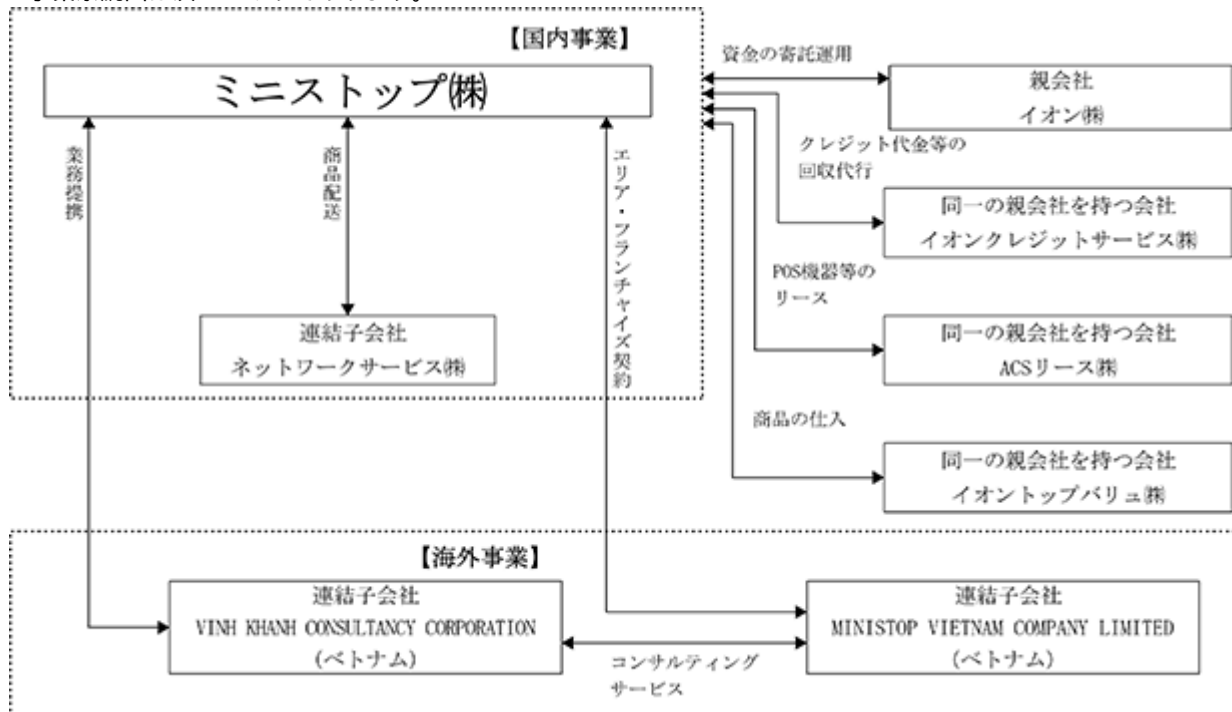 【国内事業】
ミニストップ㈱
業務提携
商品配送
エリア・フランチャイズ契約
連結子会社
ネットワークサービス㈱
資金の寄託運用
親会社
イオン㈱
クレジット代金等の
回収代行
同一の親会社を持つ会社
イオンクレジットサービス㈱
POS機器等の
リース
同一の親会社を持つ会社
ACSリース㈱
商品の仕入
同一の親会社を持つ会社
イオントップバリュ㈱
【海外事業】
連結子会社
VINH KHANH CONSULTANCY CORPORATION
(ベトナム)
コンサルティング
サービス
連結子会社
MINISTOP VIETNAM COMPANY LIMITED
(ベトナム)